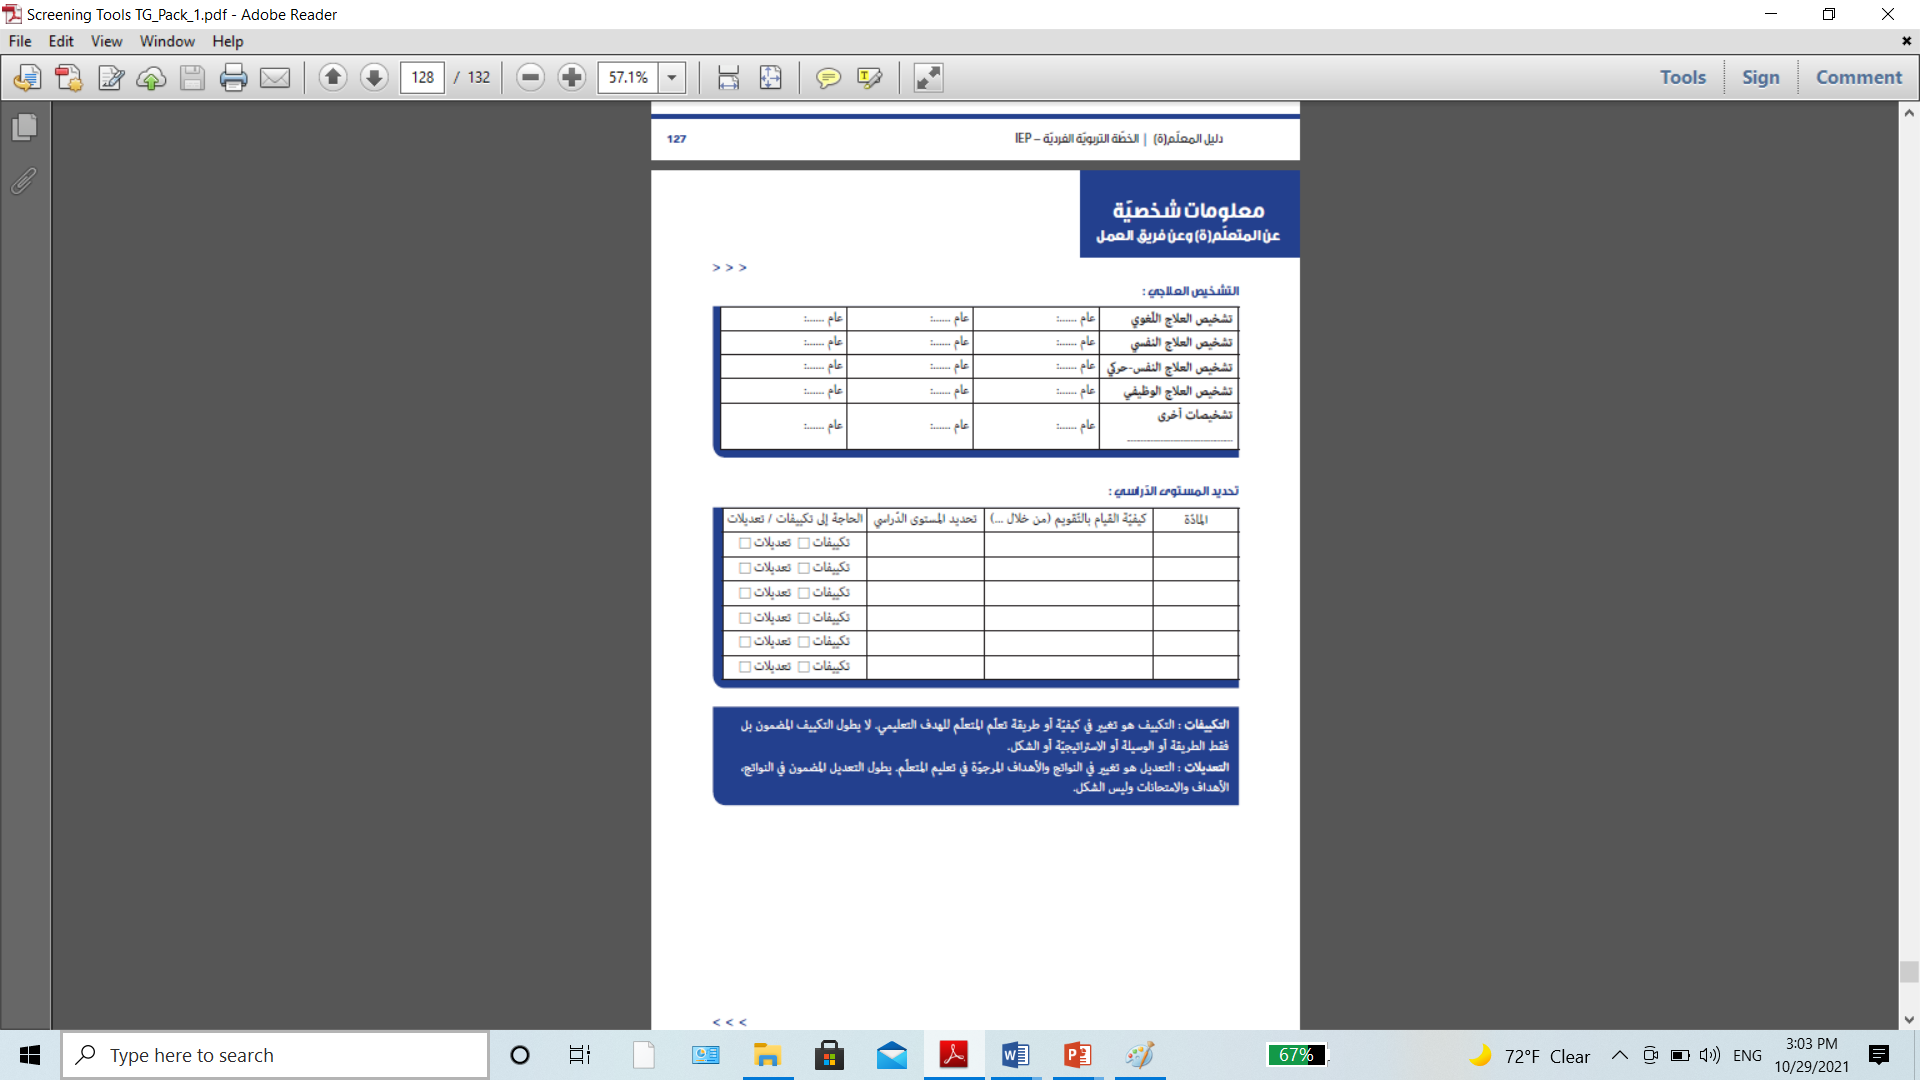 Screening Tools TG_Pack_1.pdf - Adobe Reader
File Edit View Window Help
128 / 132 57.1% Tools Sign Comment
دليل المعلّم(ة) | الخطّة التربويّة الفرديّة – IEP 127
معلومات شخصيّة
عن المتعلّم(ة) وعن فريق العمل
> > >
التشخيص العلاجي :
تشخيص العلاج اللّغوي عام ......: عام ......: عام ......:
تشخيص العلاج النفسي عام ......: عام ......: عام ......:
تشخيص العلاج النفس-حركي عام ......: عام ......: عام ......:
تشخيص العلاج الوظيفي عام ......: عام ......: عام ......:
تشخيصات أخرى عام ......: عام ......: عام ......:
تحديد المستوى الدّراسي :
المادّة كيفيّة القيام بالتّقويم (من خلال ...) تحديد المستوى الدّراسي الحاجة إلى تكييفات / تعديلات
تكييفات □ تعديلات □
تكييفات □ تعديلات □
تكييفات □ تعديلات □
تكييفات □ تعديلات □
تكييفات □ تعديلات □
تكييفات □ تعديلات □
التكييفات : التكييف هو تغيير في كيفيّة أو طريقة تعلّم المتعلّم للهدف التعليمي. لا يطول التكييف المضمون بل
فقط الطريقة أو الوسيلة أو الاستراتيجيّة أو الشكل.
التعديلات : التعديل هو تغيير في النواتج والأهداف المرجوّة في تعليم المتعلّم. يطول التعديل المضمون في النواتج،
الأهداف والامتحانات وليس الشكل.
< < <
Type here to search 67% 72°F Clear ENG 3:03 PM
10/29/2021